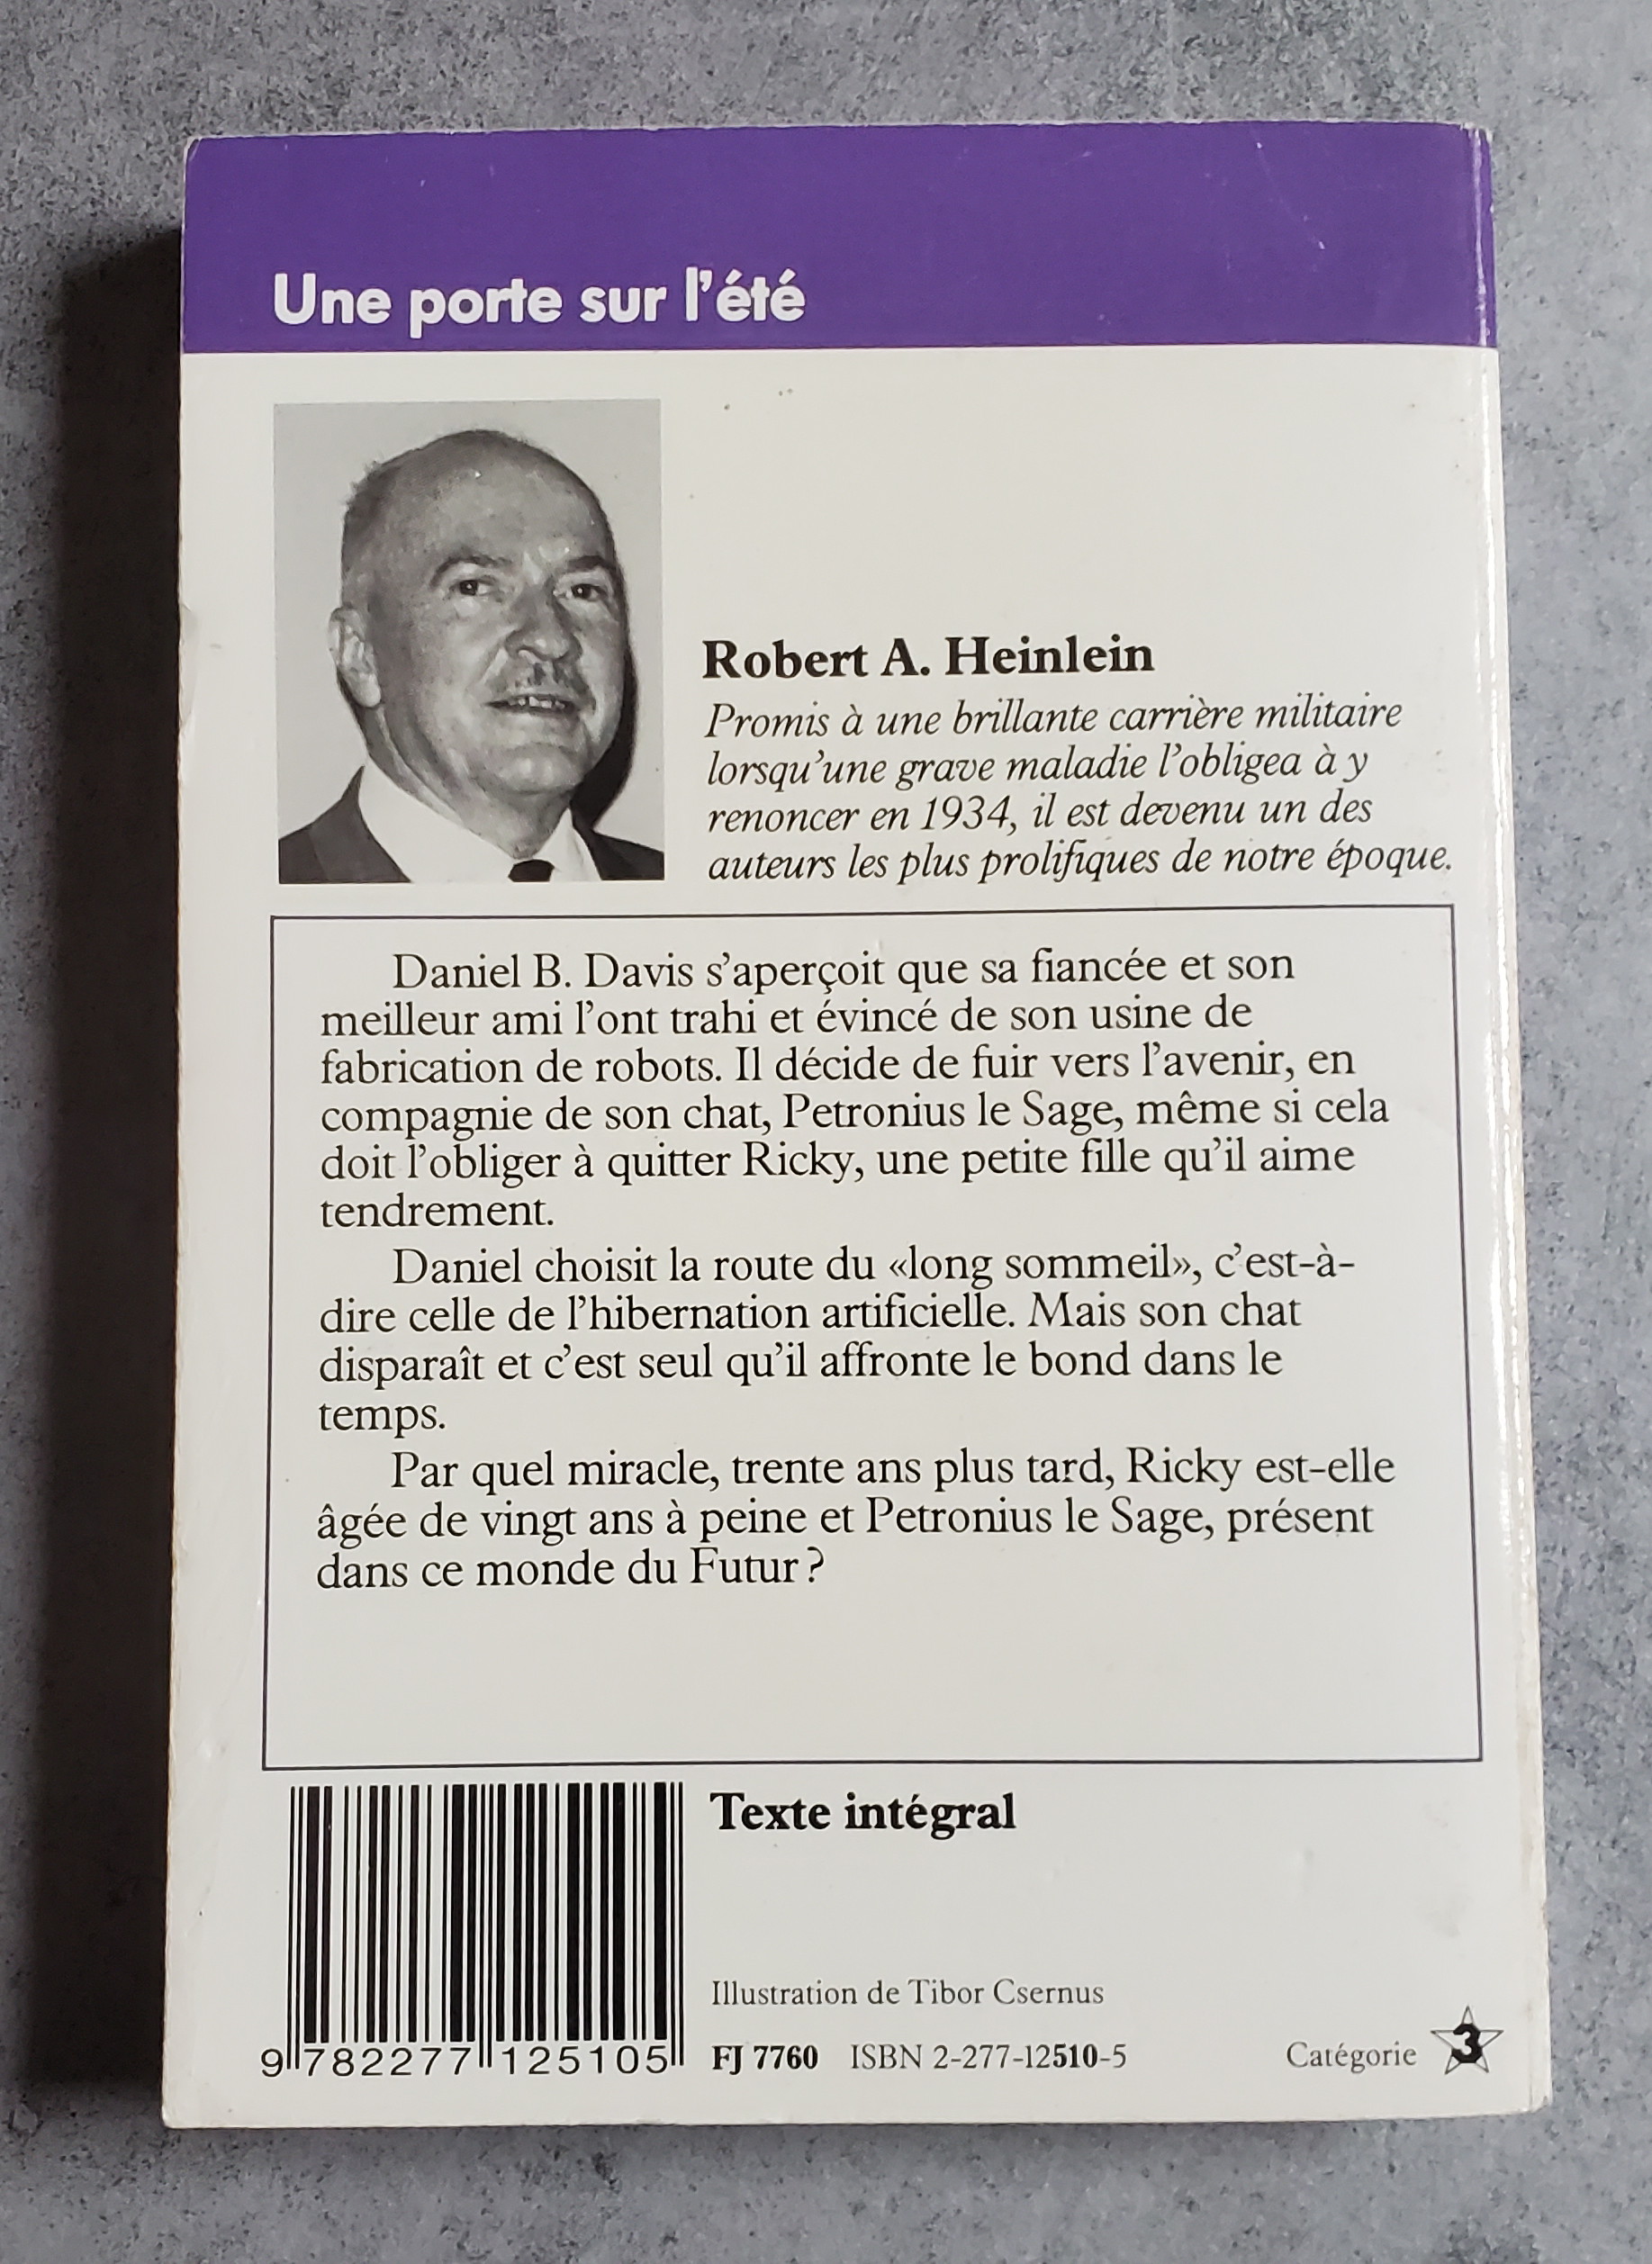 Une porte sur l'été
Robert A. Heinlein
Promis à une brillante carrière militaire
lorsqu'une grave maladie l'obligea à y
renoncer en 1934, il est devenu un des
auteurs les plus prolifiques de notre époque.
Daniel B. Davis s'aperçoit que sa fiancée et son
meilleur ami l'ont trahi et évincé de son usine de
fabrication de robots. Il décide de fuir vers l'avenir, en
compagnie de son chat, Petronius le Sage, même si cela
doit l'obliger à quitter Ricky, une petite fille qu'il aime
tendrement.
Daniel choisit la route du «long sommeil», c'est-à-
dire celle de l'hibernation artificielle. Mais son chat
disparaît et c'est seul qu'il affronte le bond dans le
temps.
Par quel miracle, trente ans plus tard, Ricky est-elle
âgée de vingt ans à peine et Petronius le Sage, présent
dans ce monde du Futur ?
Texte intégral
Illustration de Tibor Csernus
9 782277 125105
FJ 7760 ISBN 2-277-12510-5
Catégorie 3